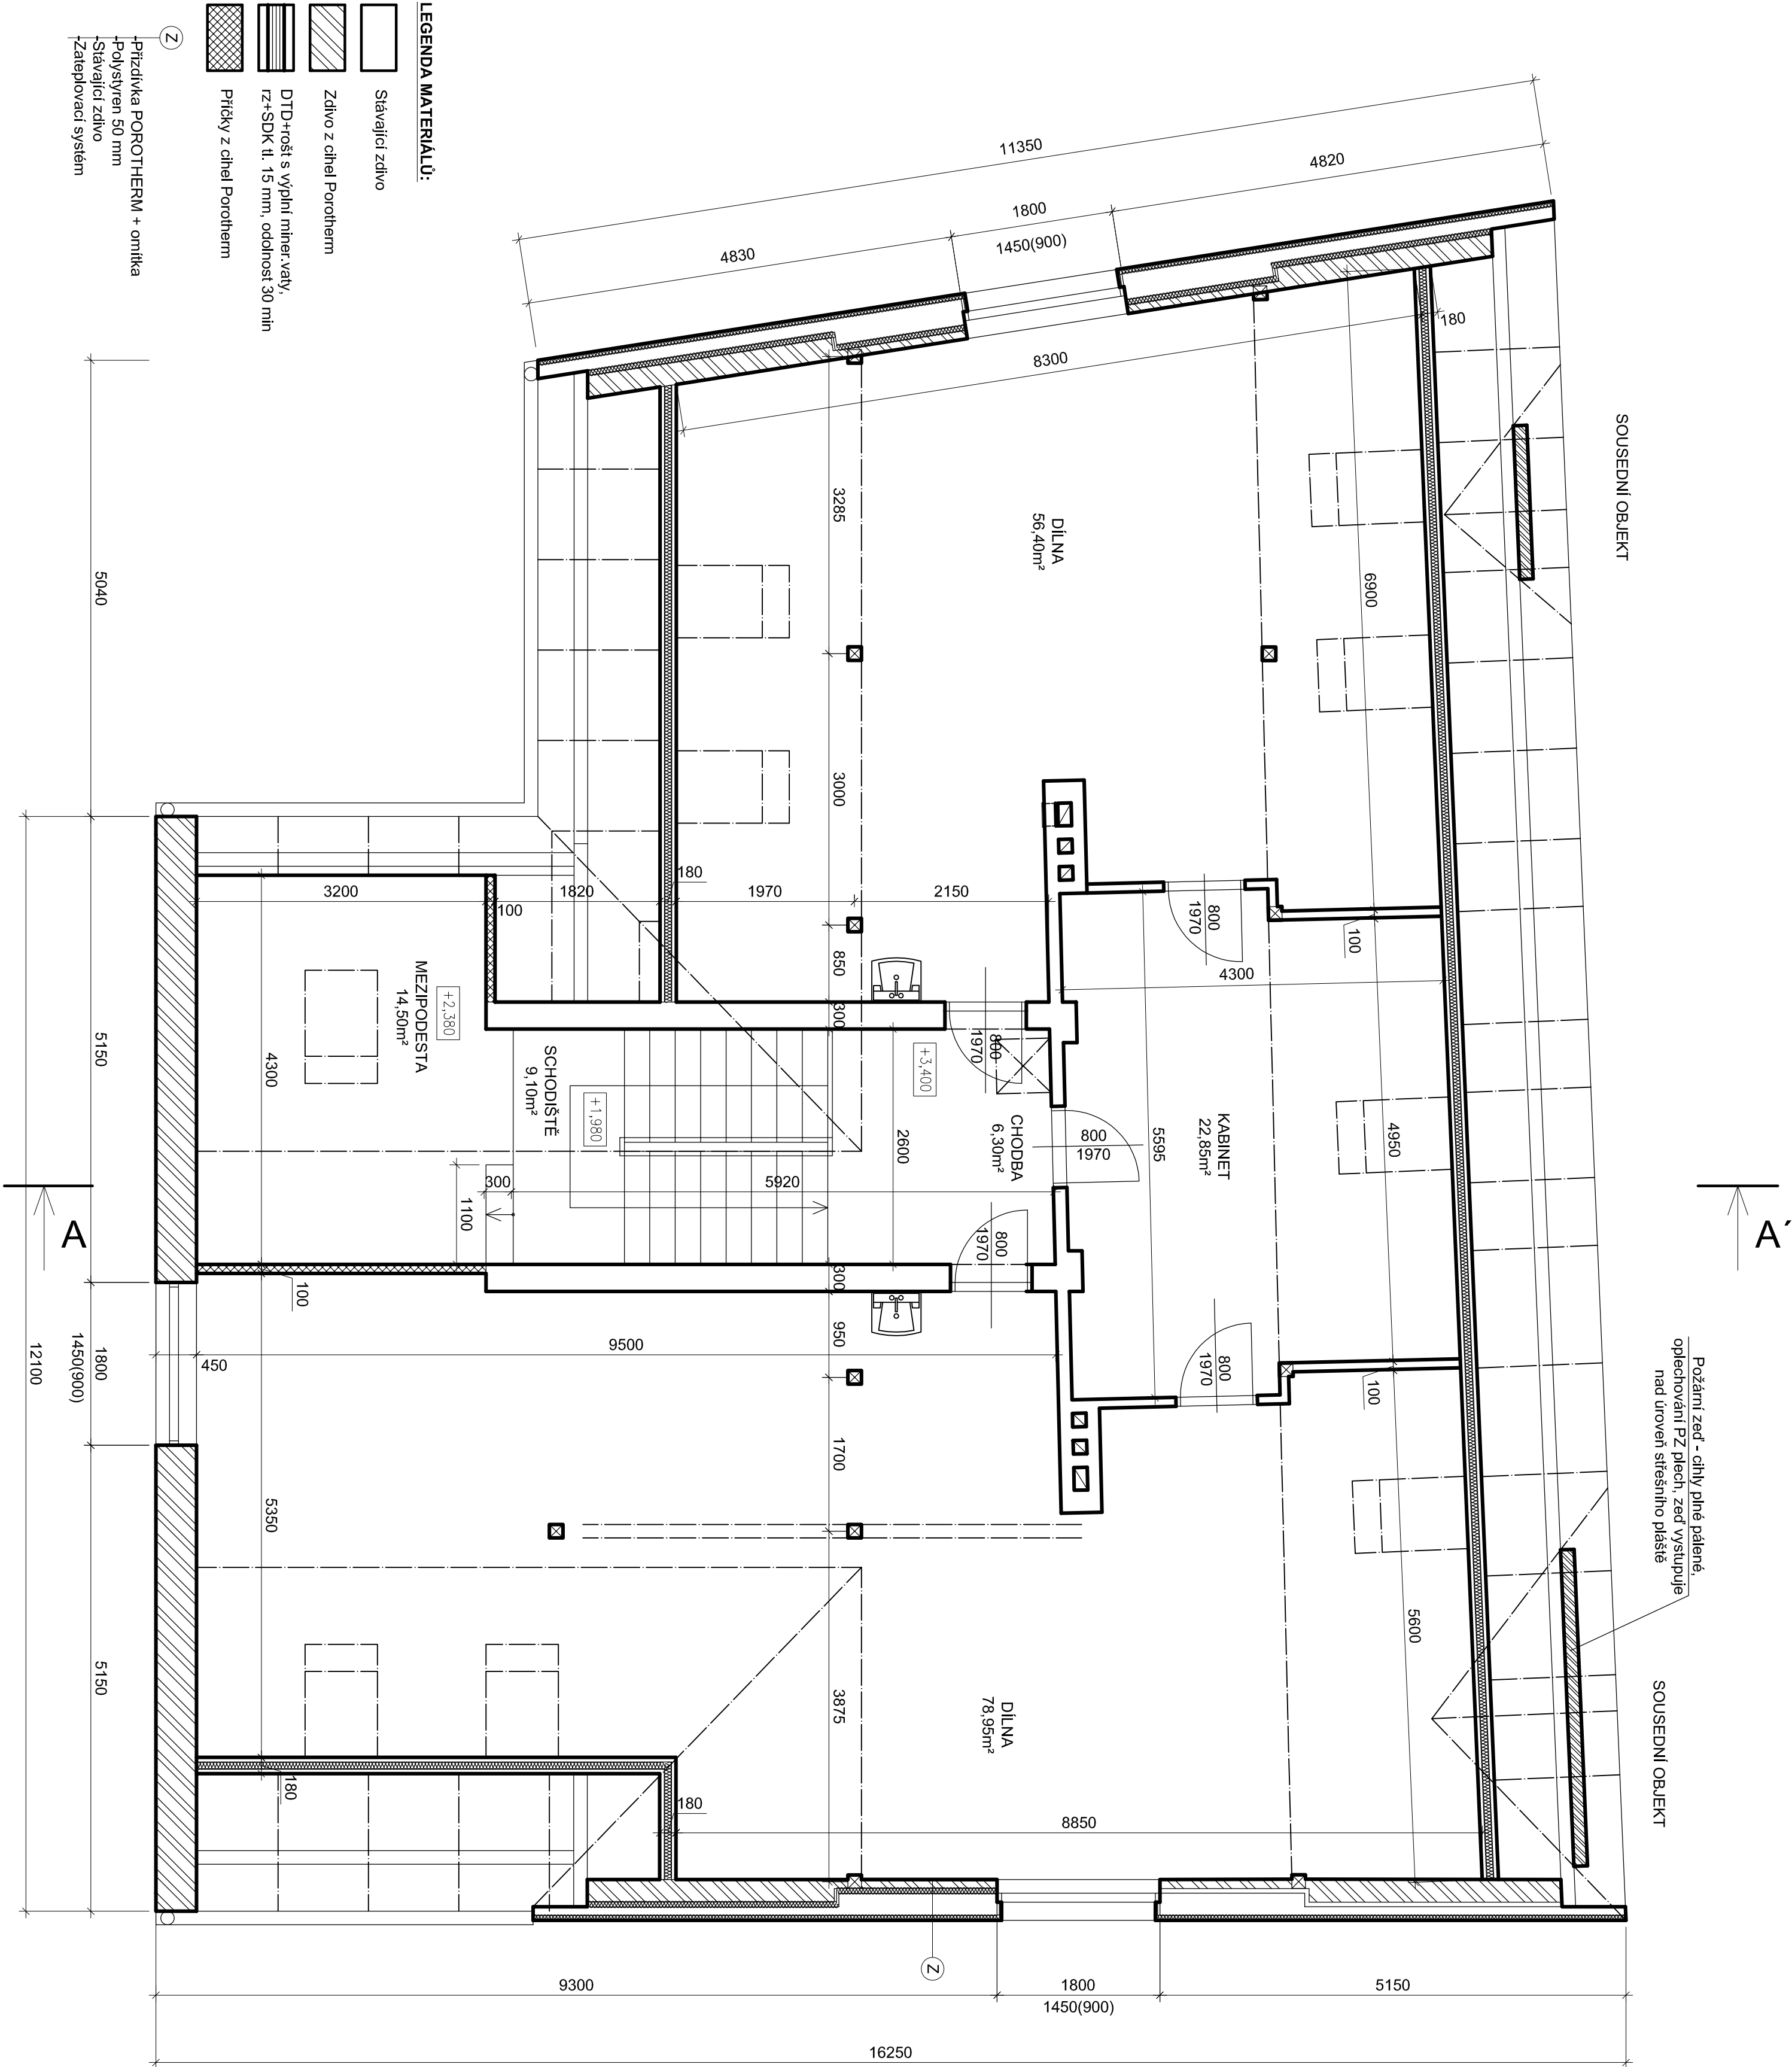 LEGENDA MATERIÁLŮ:
Stávající zdivo
Zdivo z cihel Porotherm
DTD+rošt s výplní miner.vaty,
rz+SDK tl. 15 mm, odolnost 30 min
Příčky z cihel Porotherm
Z
-Přizdívka POROTHERM + omítka
-Polystyren 50 mm
-Stávající zdivo
-Zateplovací systém
SOUSEDNÍ OBJEKT
11350
4820
1800
1450(900)
4830
180
8300
DÍLNA
56,40m²
3285
6900
3000
5040
180
3200
100
1820
1970
2150
850
300
800
1970
100
4300
MEZIPODESTA
14,50m²
+2,380
4300
SCHODIŠTĚ
9,10m²
+1,980
+3,400
800
1970
CHODBA
6,30m²
800
1970
2600
5595
KABINET
22,85m²
4950
5150
300
1100
5920
800
1970
300
100
800
1970
100
A
A´
9500
450
950
1700
1800
1450(900)
12100
Požární zeď - cihly plné pálené,
oplechování PZ plech, zeď vystupuje
nad úroveň střešního pláště
5350
5600
5150
3875
DÍLNA
78,95m²
SOUSEDNÍ OBJEKT
180
180
8850
Z
9300
1800
1450(900)
5150
16250